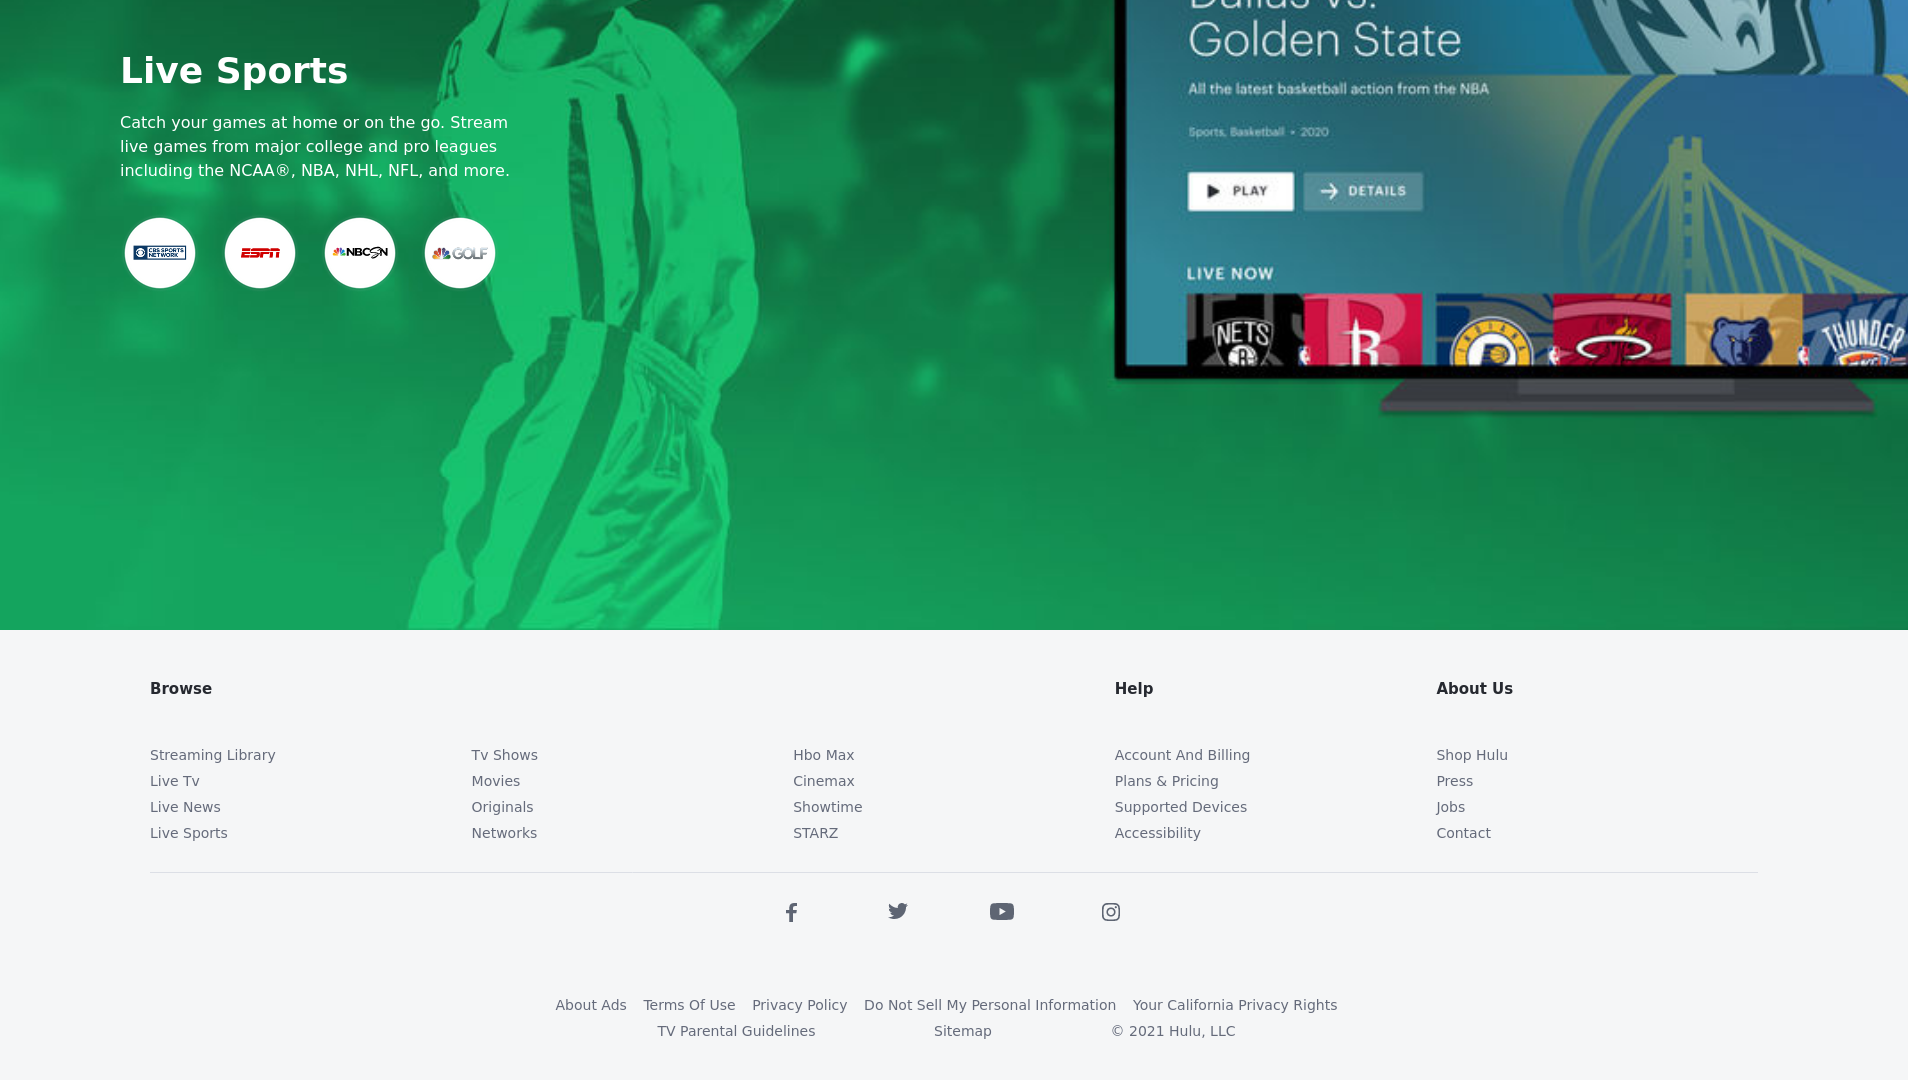 Dallas vs.
Golden State
Live Sports
All the latest basketball action from the NBA
Catch your games at home or on the go. Stream
live games from major college and pro leagues
including the NCAA®, NBA, NHL, NFL, and more.
Sports, Basketball • 2020
PLAY
DETAILS
CBS SPORTS
NETWORK
ESPN
NBCSN
GOLF
LIVE NOW
NETS
B
R
INDIANA
THUNDER
OKC
Browse
Help
About Us
Streaming Library
Tv Shows
Hbo Max
Account And Billing
Shop Hulu
Live Tv
Movies
Cinemax
Plans & Pricing
Press
Live News
Originals
Showtime
Supported Devices
Jobs
Live Sports
Networks
STARZ
Accessibility
Contact
About Ads
Terms Of Use
Privacy Policy
Do Not Sell My Personal Information
Your California Privacy Rights
TV Parental Guidelines
Sitemap
© 2021 Hulu, LLC